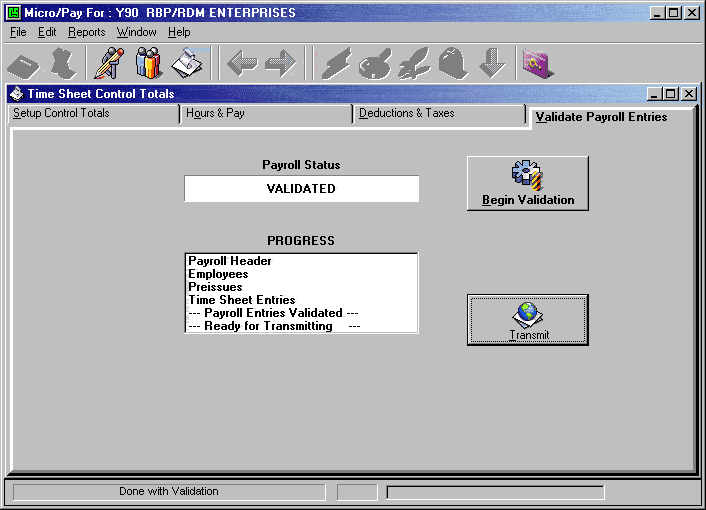 Micro/Pay For : Y90 RBP/RDM ENTERPRISES
File Edit Reports Window Help
Time Sheet Control Totals
Setup Control Totals
Hours & Pay
Deductions & Taxes
Validate Payroll Entries
Payroll Status
VALIDATED
Begin Validation
PROGRESS
Payroll Header
Employees
Preissues
Time Sheet Entries
--- Payroll Entries Validated ---
--- Ready for Transmitting ---
Transmit
Done with Validation